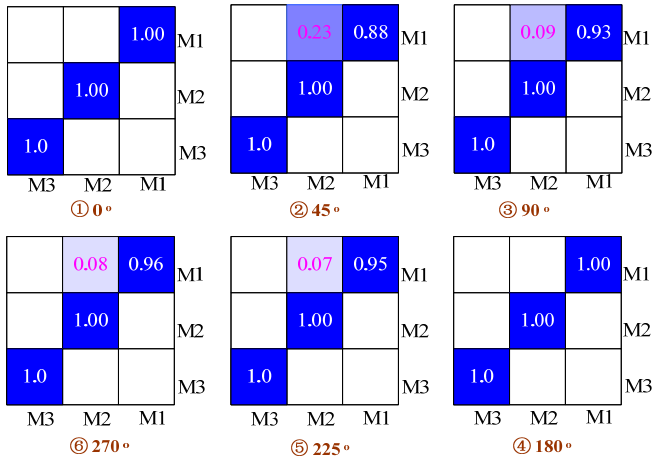 1.00 M1
1.00 M2
1.0 M3
M3 M2 M1
① 0 °
0.23 0.88 M1
1.00 M2
1.0 M3
M3 M2 M1
② 45 °
0.09 0.93 M1
1.00 M2
1.0 M3
M3 M2 M1
③ 90 °
0.08 0.96 M1
1.00 M2
1.0 M3
M3 M2 M1
⑥ 270 °
0.07 0.95 M1
1.00 M2
1.0 M3
M3 M2 M1
⑤ 225 °
1.00 M1
1.00 M2
1.0 M3
M3 M2 M1
④ 180 °